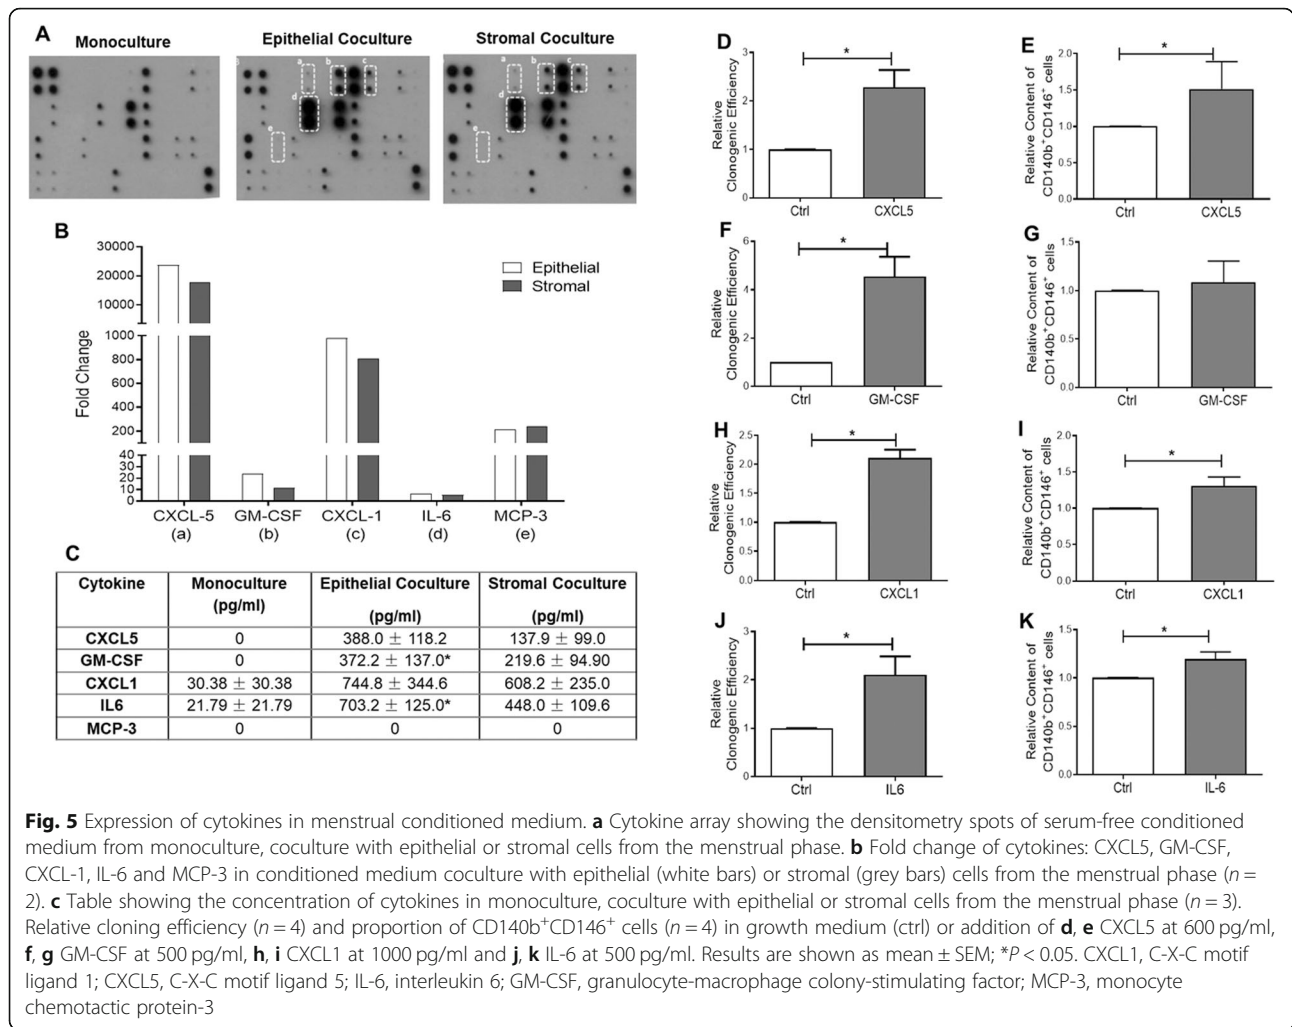 A
Monoculture
Epithelial Coculture
Stromal Coculture
a
b
c
d
e
a
b
c
d
e
B
30000
20000
10000
1000
800
600
400
200
40
30
20
10
0
Fold Change
Epithelial
Stromal
CXCL-5 GM-CSF CXCL-1 IL-6 MCP-3
(a) (b) (c) (d) (e)
C
Cytokine Monoculture (pg/ml) Epithelial Coculture (pg/ml) Stromal Coculture (pg/ml)
CXCL5 0 388.0 ± 118.2 137.9 ± 99.0
GM-CSF 0 372.2 ± 137.0* 219.6 ± 94.90
CXCL1 30.38 ± 30.38 744.8 ± 344.6 608.2 ± 235.0
IL6 21.79 ± 21.79 703.2 ± 125.0* 448.0 ± 109.6
MCP-3 0 0 0
D
Relative
Clonogenic Efficiency
3
2
1
0
*
Ctrl CXCL5
E
Relative Content of
CD140b+CD146+ cells
2.0
1.5
1.0
0.5
0.0
*
Ctrl CXCL5
F
Relative
Clonogenic Efficiency
6
4
2
0
*
Ctrl GM-CSF
G
Relative Content of
CD140b+CD146+ cells
1.5
1.0
0.5
0.0
Ctrl GM-CSF
H
Relative
Clonogenic Efficiency
2.5
2.0
1.5
1.0
0.5
0.0
*
Ctrl CXCL1
I
Relative Content of
CD140b+CD146+ cells
2.0
1.5
1.0
0.5
0.0
*
Ctrl CXCL1
J
Relative
Clonogenic Efficiency
3
2
1
0
*
Ctrl IL6
K
Relative Content of
CD140b+CD146+ cells
1.5
1.0
0.5
0.0
*
Ctrl IL-6
Fig. 5 Expression of cytokines in menstrual conditioned medium. a Cytokine array showing the densitometry spots of serum-free conditioned
medium from monoculture, coculture with epithelial or stromal cells from the menstrual phase. b Fold change of cytokines: CXCL5, GM-CSF,
CXCL-1, IL-6 and MCP-3 in conditioned medium coculture with epithelial (white bars) or stromal (grey bars) cells from the menstrual phase (n =
2). c Table showing the concentration of cytokines in monoculture, coculture with epithelial or stromal cells from the menstrual phase (n = 3).
Relative cloning efficiency (n = 4) and proportion of CD140b+CD146+ cells (n = 4) in growth medium (ctrl) or addition of d, e CXCL5 at 600 pg/ml,
f, g GM-CSF at 500 pg/ml, h, i CXCL1 at 1000 pg/ml and j, k IL-6 at 500 pg/ml. Results are shown as mean ± SEM; *P < 0.05. CXCL1, C-X-C motif
ligand 1; CXCL5, C-X-C motif ligand 5; IL-6, interleukin 6; GM-CSF, granulocyte-macrophage colony-stimulating factor; MCP-3, monocyte
chemotactic protein-3